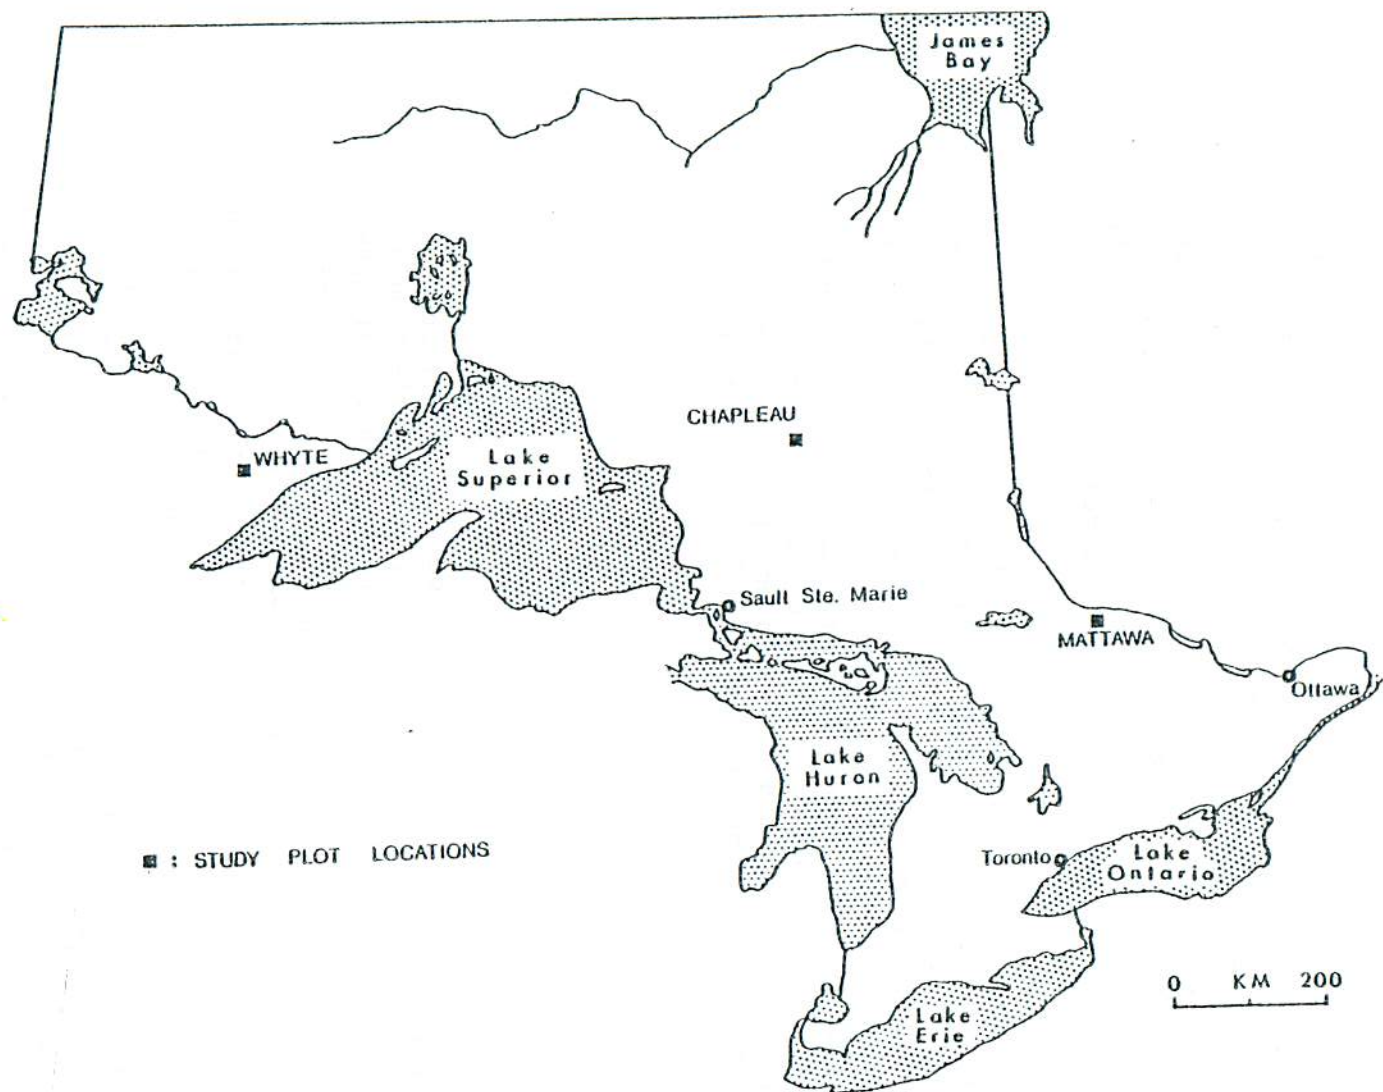 James
Bay
CHAPLEAU
WHYTE
Lake
Superior
Sault Ste. Marie
MATTAWA
Ottawa
Lake
Huron
: STUDY PLOT LOCATIONS
Toronto
Lake
Ontario
0 KM 200
Lake
Erie